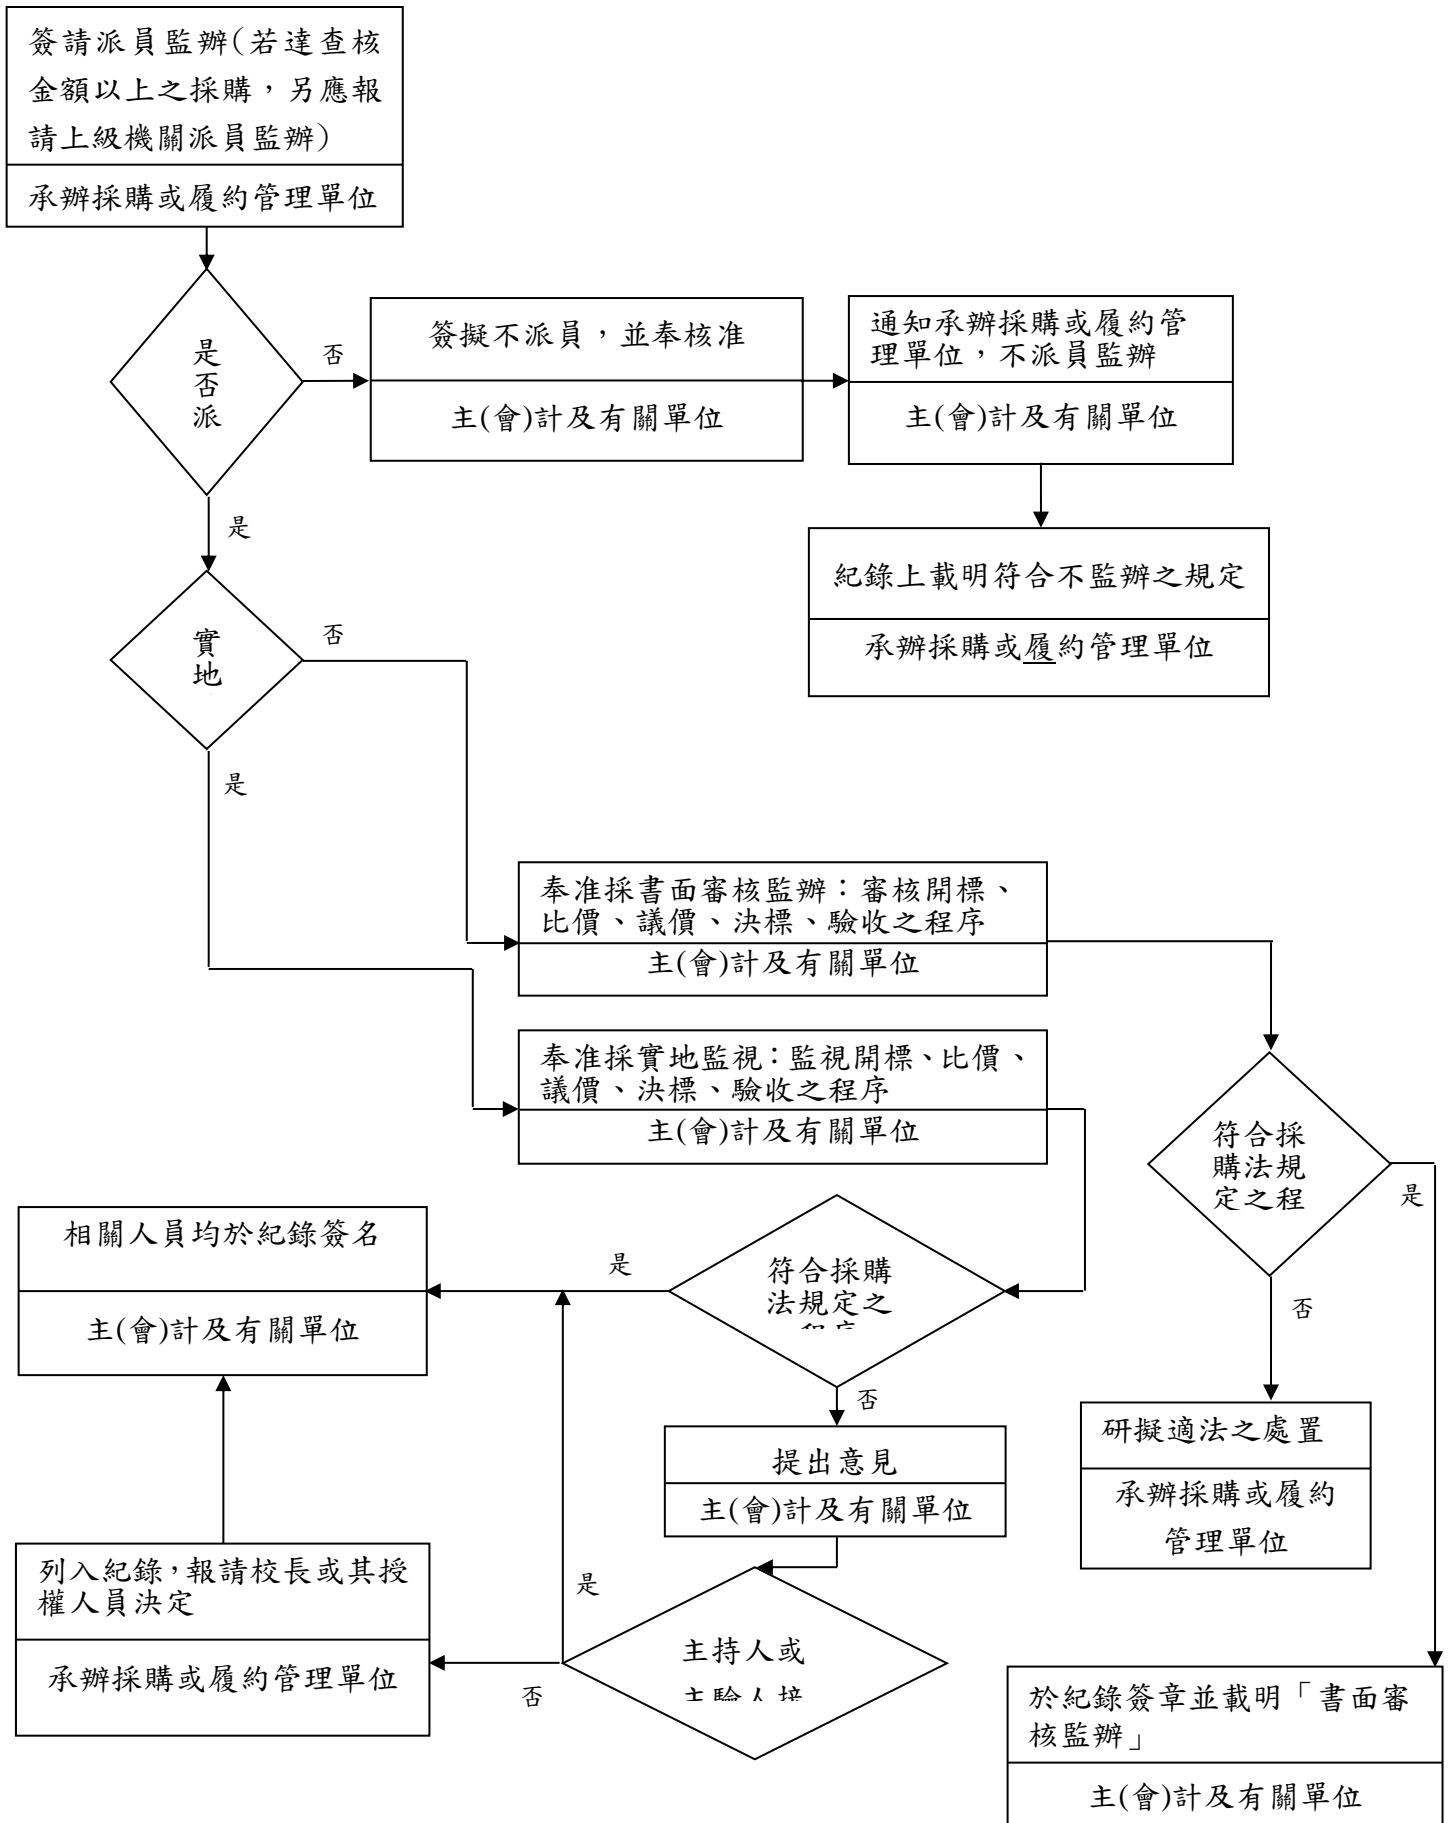 簽請派員監辦(若達查核
金額以上之採購，另應報
請上級機關派員監辦)
承辦採購或履約管理單位
是
否
派
否
簽擬不派員，並奉核准
主(會)計及有關單位
通知承辦採購或履約管
理單位，不派員監辦
主(會)計及有關單位
是
紀錄上載明符合不監辦之規定
承辦採購或履約管理單位
實
地
否
是
奉准採書面審核監辦：審核開標、
比價、議價、決標、驗收之程序
主(會)計及有關單位
奉准採實地監視：監視開標、比價、
議價、決標、驗收之程序
主(會)計及有關單位
符合採
購法規
定之程
是
否
相關人員均於紀錄簽名
主(會)計及有關單位
是
符合採購
法規定之
程序
否
提出意見
主(會)計及有關單位
研擬適法之處置
承辦採購或履約
管理單位
列入紀錄，報請校長或其授
權人員決定
承辦採購或履約管理單位
是
否
主持人或
主驗人接
於紀錄簽章並載明「書面審
核監辦」
主(會)計及有關單位